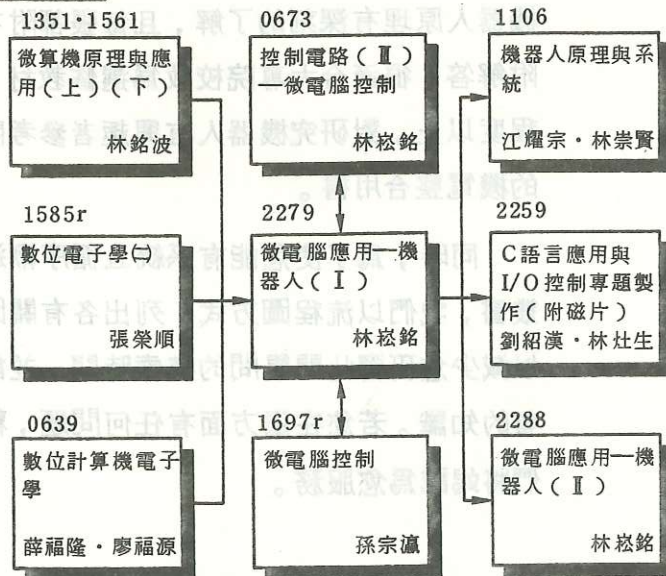 1351·1561
微算機原理與應
用(上)(下)
林銘波
0673
控制電路(Ⅱ)
—微電腦控制
林崧銘
1106
機器人原理與系
統
江耀宗·林崇賢
1585r
數位電子學㈡
張榮順
2279
微電腦應用—機
器人(Ⅰ)
林崧銘
2259
C語言應用與
I/O控制專題製
作(附磁片)
劉紹漢·林灶生
0639
數位計算機電子
學
薛福隆·廖福源
1697r
微電腦控制
孫宗瀛
2288
微電腦應用—機
器人(Ⅱ)
林崧銘